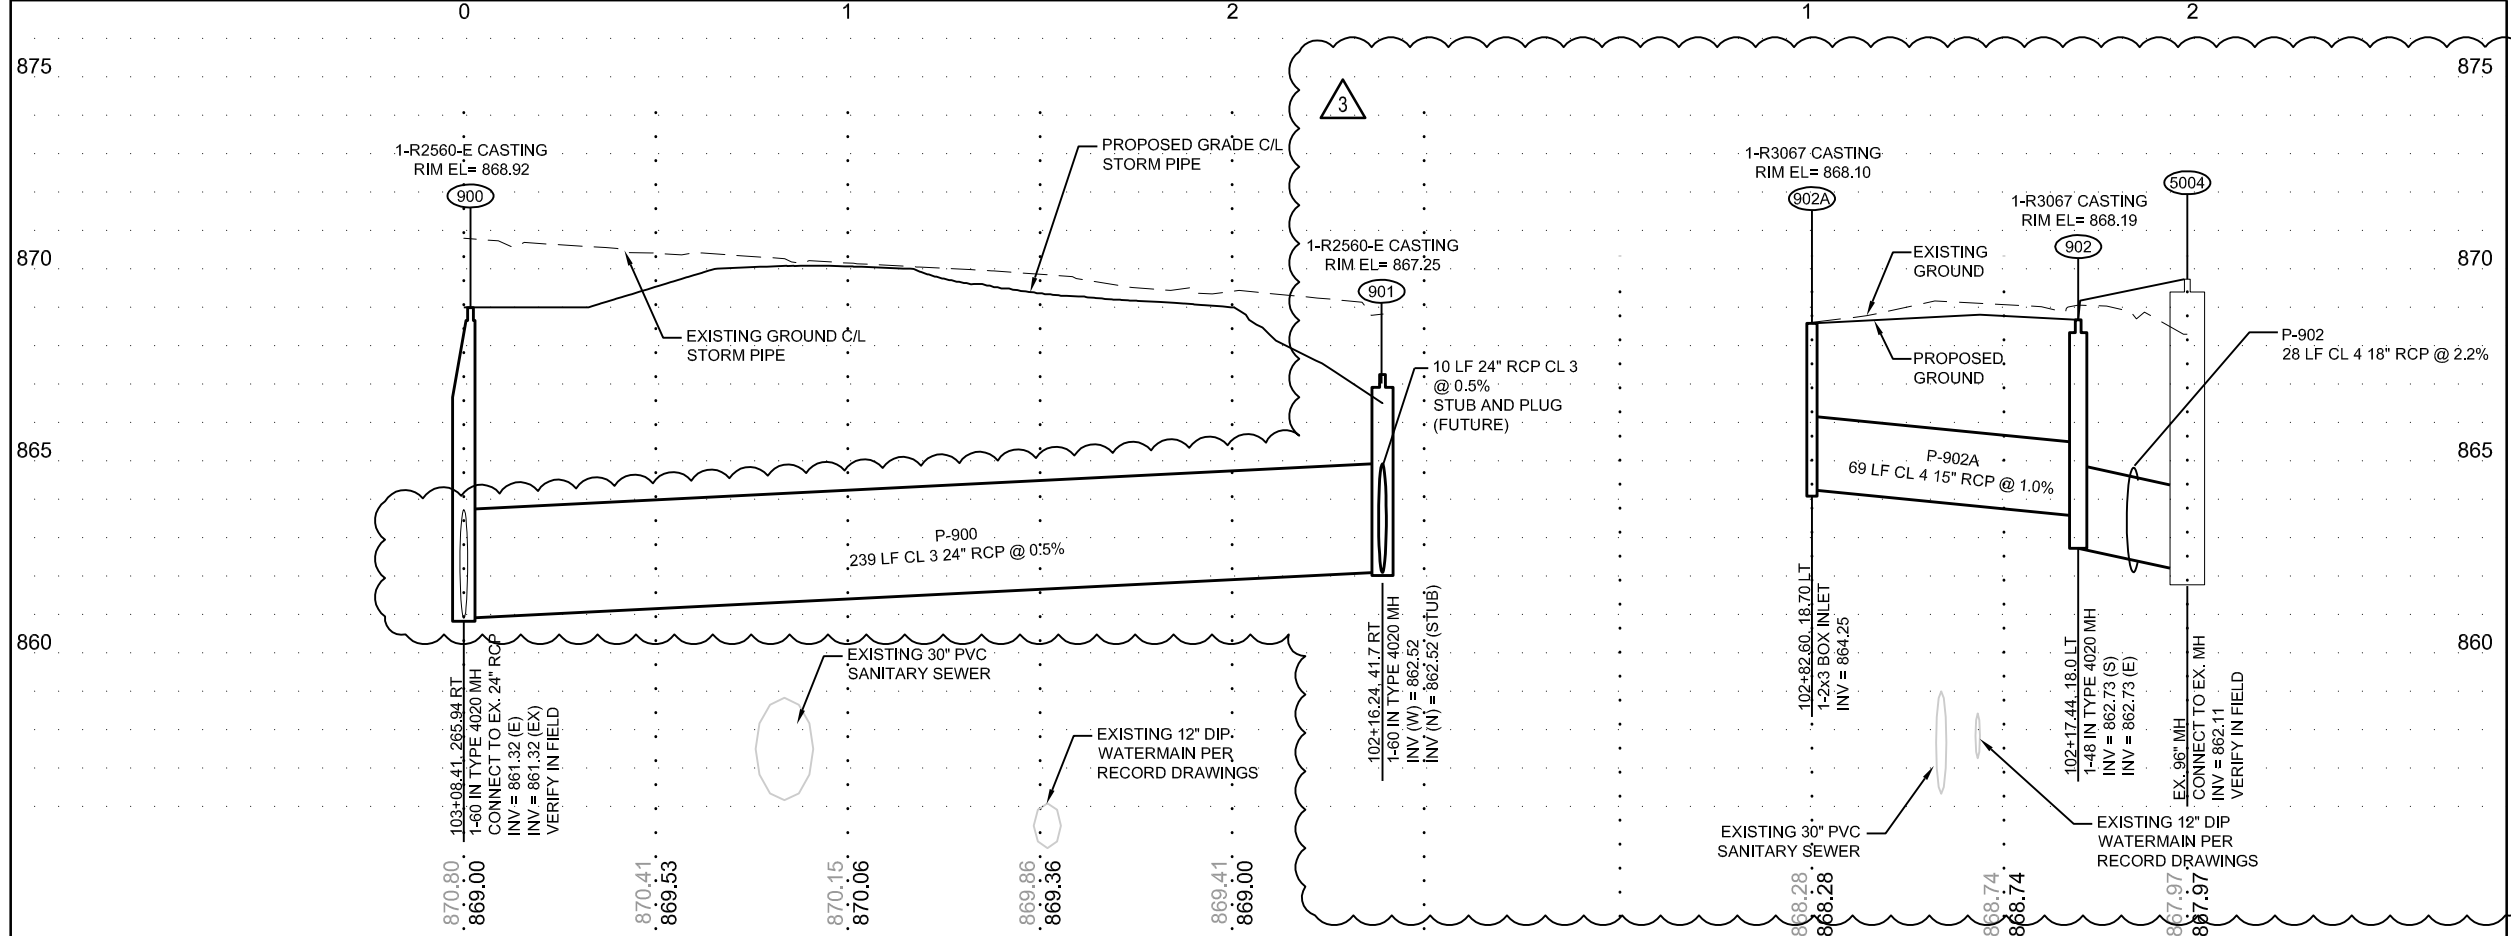 0
1
2
1
2
875
875
3
1-R2560-E CASTING
RIM EL= 868.92
900
PROPOSED GRADE C/L
STORM PIPE
1-R3067 CASTING
RIM EL= 868.10
902A
1-R3067 CASTING
RIM EL= 868.19
902
5004
870
870
1-R2560-E CASTING
RIM EL= 867.25
901
EXISTING
GROUND
EXISTING GROUND C/L
STORM PIPE
PROPOSED
GROUND
P-902
28 LF CL 4 18" RCP @ 2.2%
10 LF 24" RCP CL 3
@ 0.5%
STUB AND PLUG
(FUTURE)
865
865
P-902A
69 LF CL 4 15" RCP @ 1.0%
P-900
239 LF CL 3 24" RCP @ 0.5%
860
860
EXISTING 30" PVC
SANITARY SEWER
EXISTING 12" DIP
WATERMAIN PER
RECORD DRAWINGS
103+08.41, 265.94 RT
1-60 IN TYPE 4020 MH
CONNECT TO EX. 24" RCP
INV = 861.32 (E)
INV = 861.32 (EX)
VERIFY IN FIELD
102+16.24, 41.7 RT
1-60 IN TYPE 4020 MH
INV (W) = 862.52
INV (N) = 862.52 (STUB)
102+82.60, 18.70 LT
1-2x3 BOX INLET
INV = 864.25
102+17.44, 18.0 LT
1-48 IN TYPE 4020 MH
INV = 862.73 (S)
INV = 862.73 (E)
EX. 96" MH
CONNECT TO EX. MH
INV = 862.11
VERIFY IN FIELD
EXISTING 30" PVC
SANITARY SEWER
EXISTING 12" DIP
WATERMAIN PER
RECORD DRAWINGS
870.80
869.00
870.41
869.53
870.15
870.06
869.86
869.36
869.41
869.00
868.28
868.28
868.74
868.74
867.97
867.97